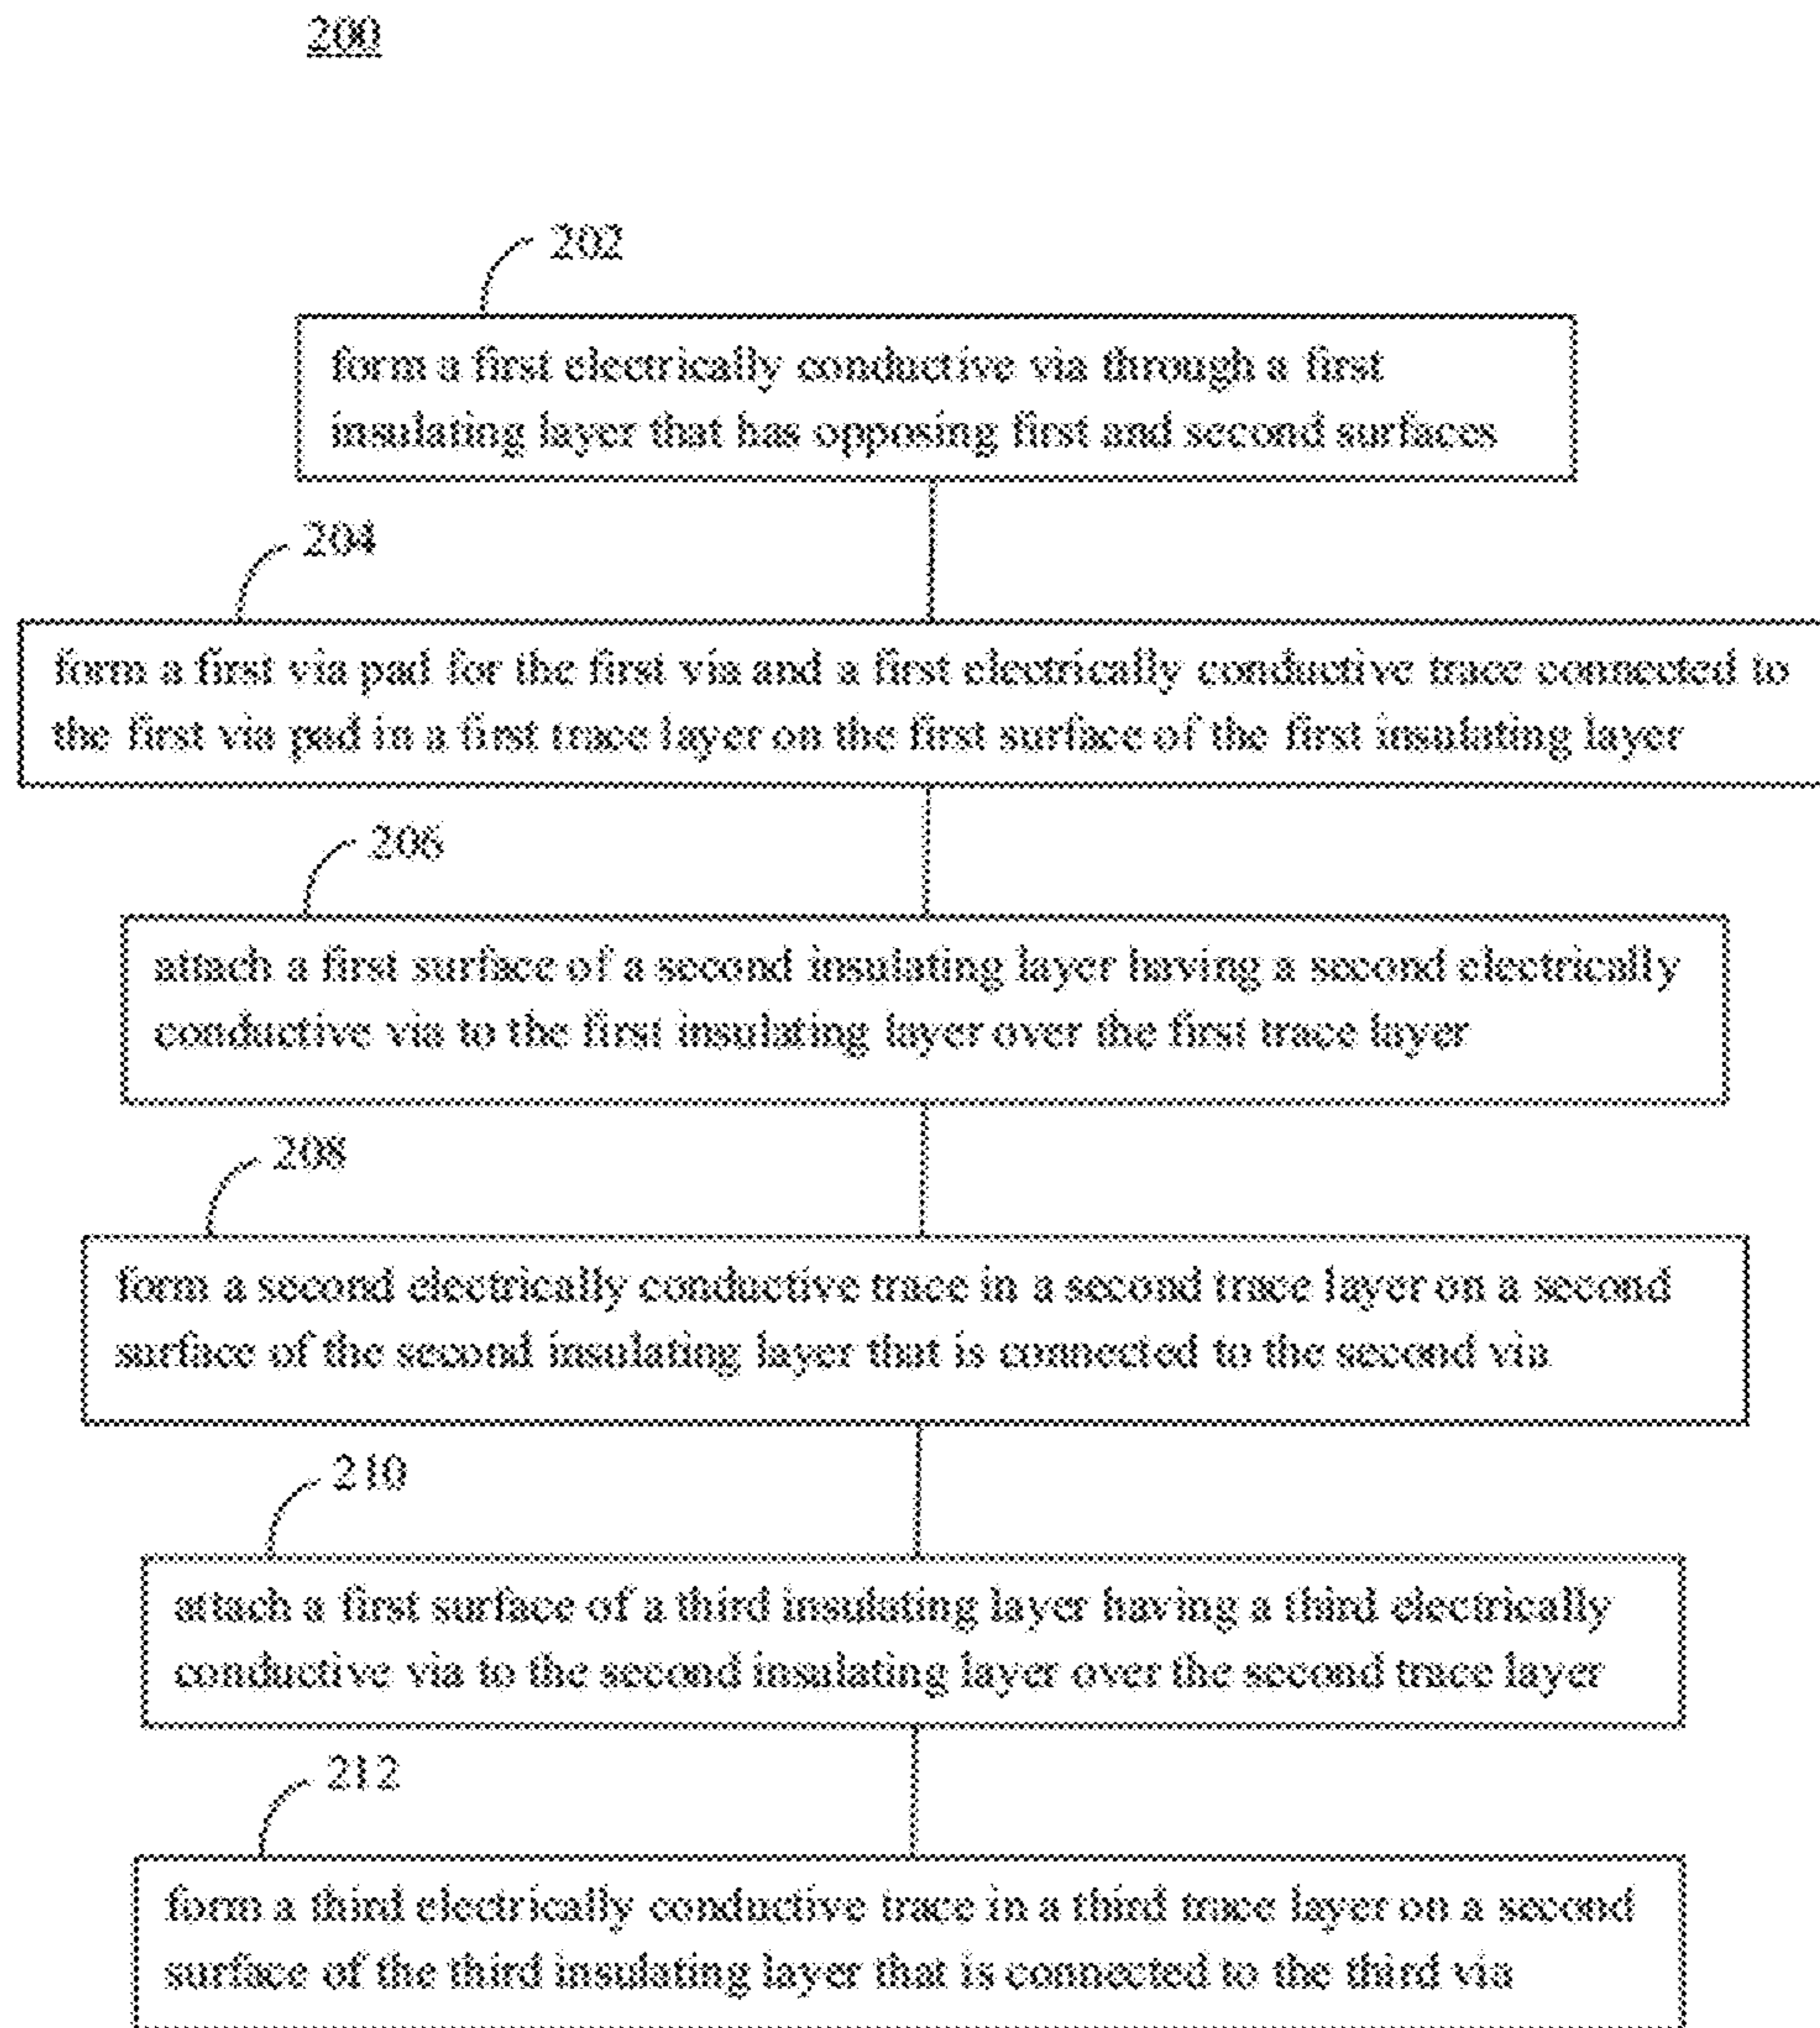 200
202
form a first electrically conductive via through a first
insulating layer that has opposing first and second surfaces
204
form a first via pad for the first via and a first electrically conductive trace connected to
the first via pad in a first trace layer on the first surface of the first insulating layer
206
attach a first surface of a second insulating layer having a second electrically
conductive via to the first insulating layer over the first trace layer
208
form a second electrically conductive trace in a second trace layer on a second
surface of the second insulating layer that is connected to the second via
210
attach a first surface of a third insulating layer having a third electrically
conductive via to the second insulating layer over the second trace layer
212
form a third electrically conductive trace in a third trace layer on a second
surface of the third insulating layer that is connected to the third via